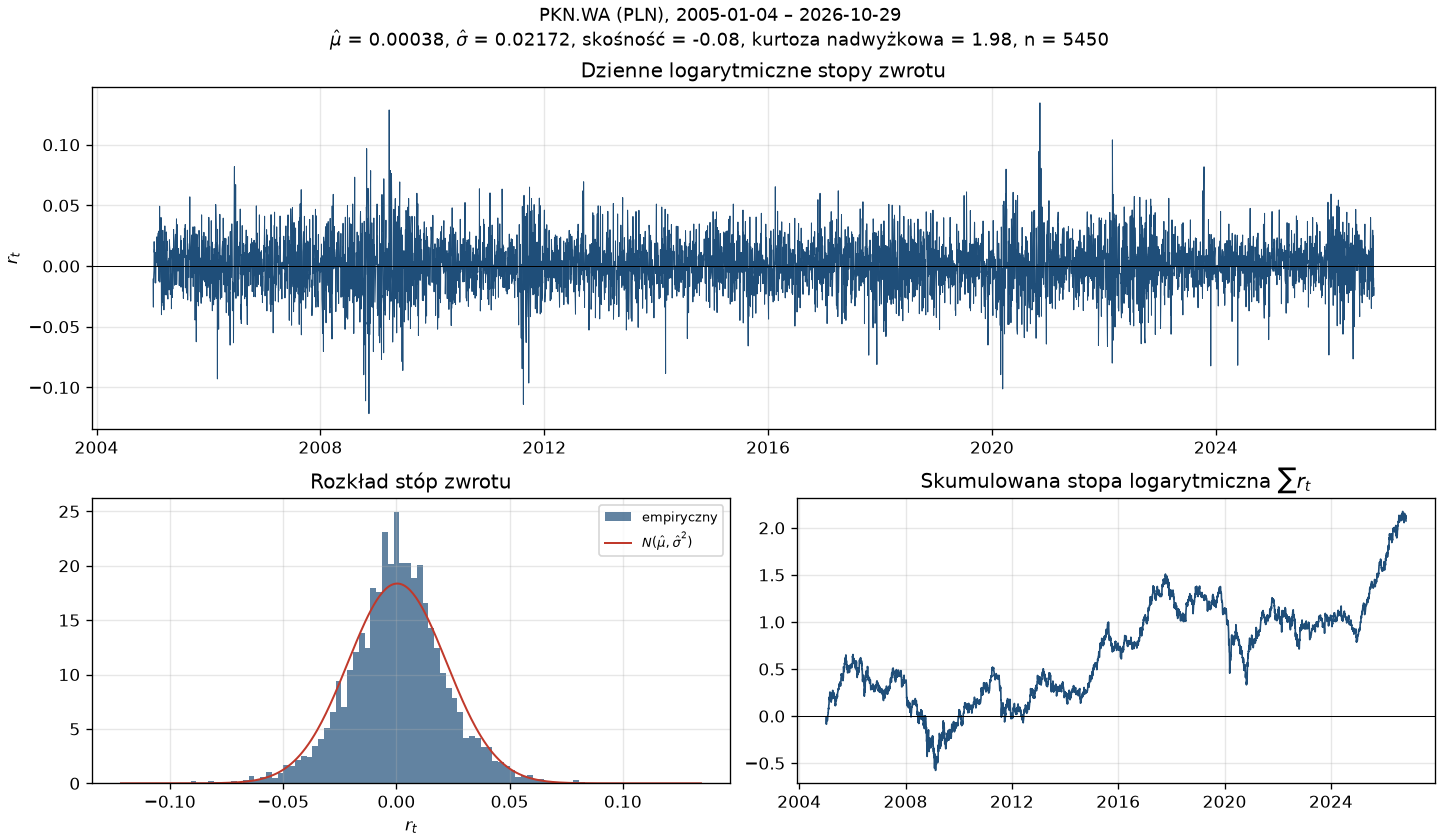 PKN.WA (PLN), 2005-01-04 – 2026-10-29
μ̂ = 0.00038, σ̂ = 0.02172, skośność = -0.08, kurtoza nadwyżkowa = 1.98, n = 5450
Dzienne logarytmiczne stopy zwrotu
0.10
0.05
0.00
−0.05
−0.10
r_t
2004 2008 2012 2016 2020 2024
Rozkład stóp zwrotu
25
20
15
10
5
0
empiryczny
N(μ̂, σ̂²)
−0.10 −0.05 0.00 0.05 0.10
r_t
Skumulowana stopa logarytmiczna ∑r_t
2.0
1.5
1.0
0.5
0.0
−0.5
2004 2008 2012 2016 2020 2024